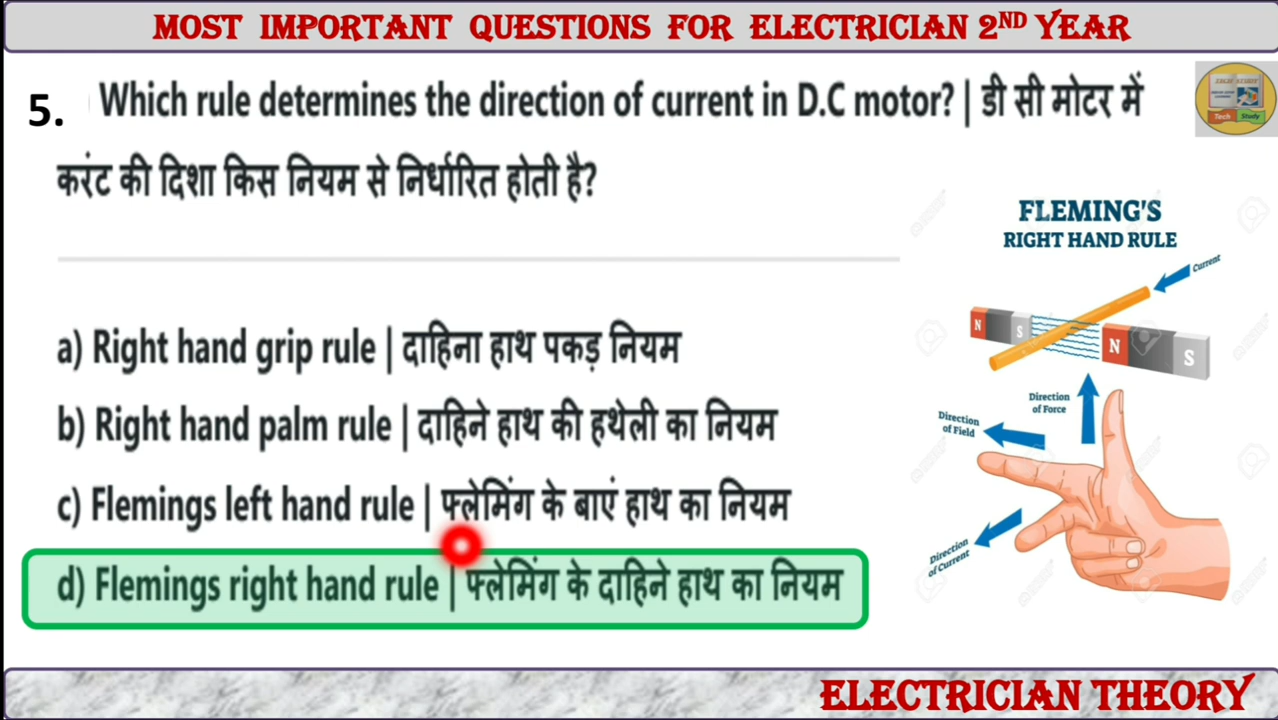 MOST IMPORTANT QUESTIONS FOR ELECTRICIAN 2ND YEAR
5. Which rule determines the direction of current in D.C motor? | डी सी मोटर में
करंट की दिशा किस नियम से निर्धारित होती है?
Tech Study
FLEMING'S
RIGHT HAND RULE
Current
N S
N S
a) Right hand grip rule | दाहिना हाथ पकड़ नियम
b) Right hand palm rule | दाहिने हाथ की हथेली का नियम
c) Flemings left hand rule | फ्लेमिंग के बाएं हाथ का नियम
d) Flemings right hand rule | फ्लेमिंग के दाहिने हाथ का नियम
Direction
of Force
Direction
of Field
Direction
of Current
ELECTRICIAN THEORY